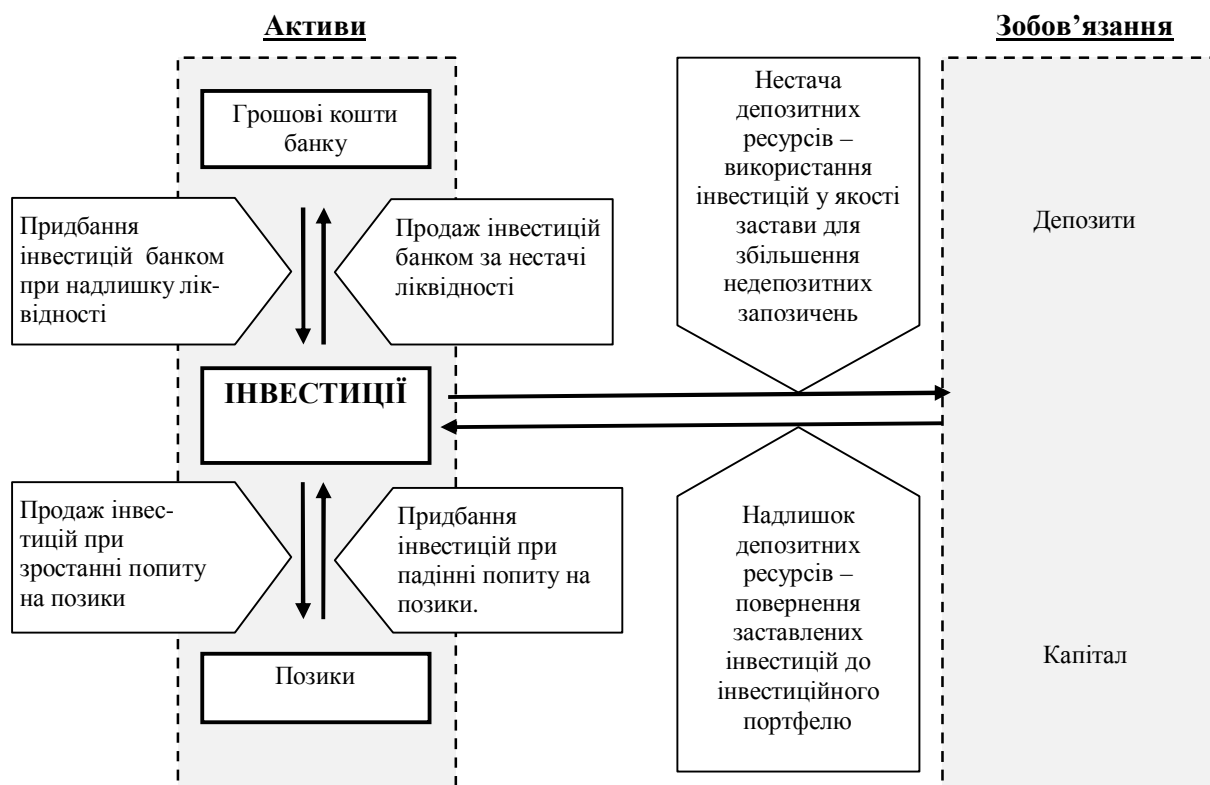 Активи
Зобов’язання
Грошові кошти
банку
Придбання
інвестицій банком
при надлишку лік-
відності
Продаж інвестицій
банком за нестачі
ліквідності
Нестача
депозитних
ресурсів –
використання
інвестицій у якості
застави для
збільшення
недепозитних
запозичень
Депозити
ІНВЕСТИЦІЇ
Продаж інвес-
тицій при
зростанні попиту
на позики
Придбання
інвестицій при
падінні попиту на
позики.
Надлишок
депозитних
ресурсів –
повернення
заставлених
інвестицій до
інвестиційного
портфелю
Капітал
Позики